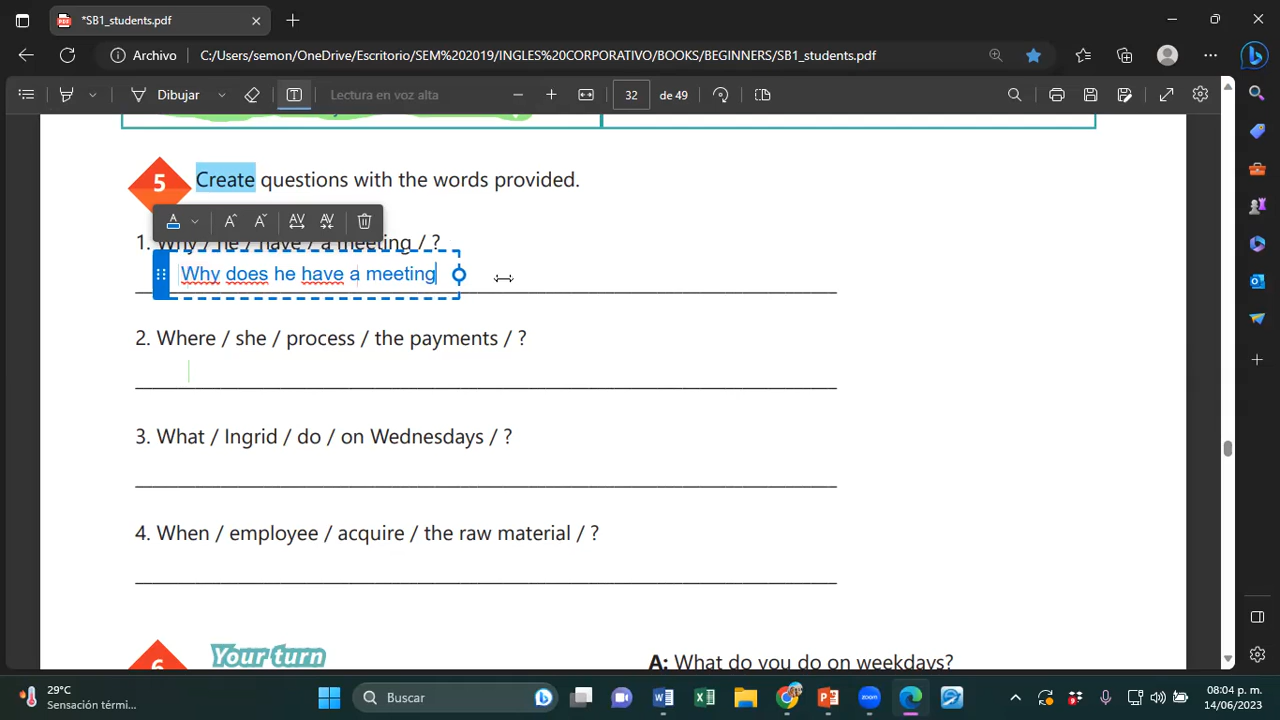 *SB1_students.pdf
Archivo
C:/Users/semon/OneDrive/Escritorio/SEM%202019/INGLES%20CORPORATIVO/BOOKS/BEGINNERS/SB1_students.pdf
Dibujar
Lectura en voz alta
32
de 49
5
Create questions with the words provided.
1. Why / he / have / a meeting / ?
Why does he have a meeting
2. Where / she / process / the payments / ?
3. What / Ingrid / do / on Wednesdays / ?
4. When / employee / acquire / the raw material / ?
6
Your turn
A: What do you do on weekdays?
29°C
Sensación térmi...
Buscar
08:04 p. m.
14/06/2023